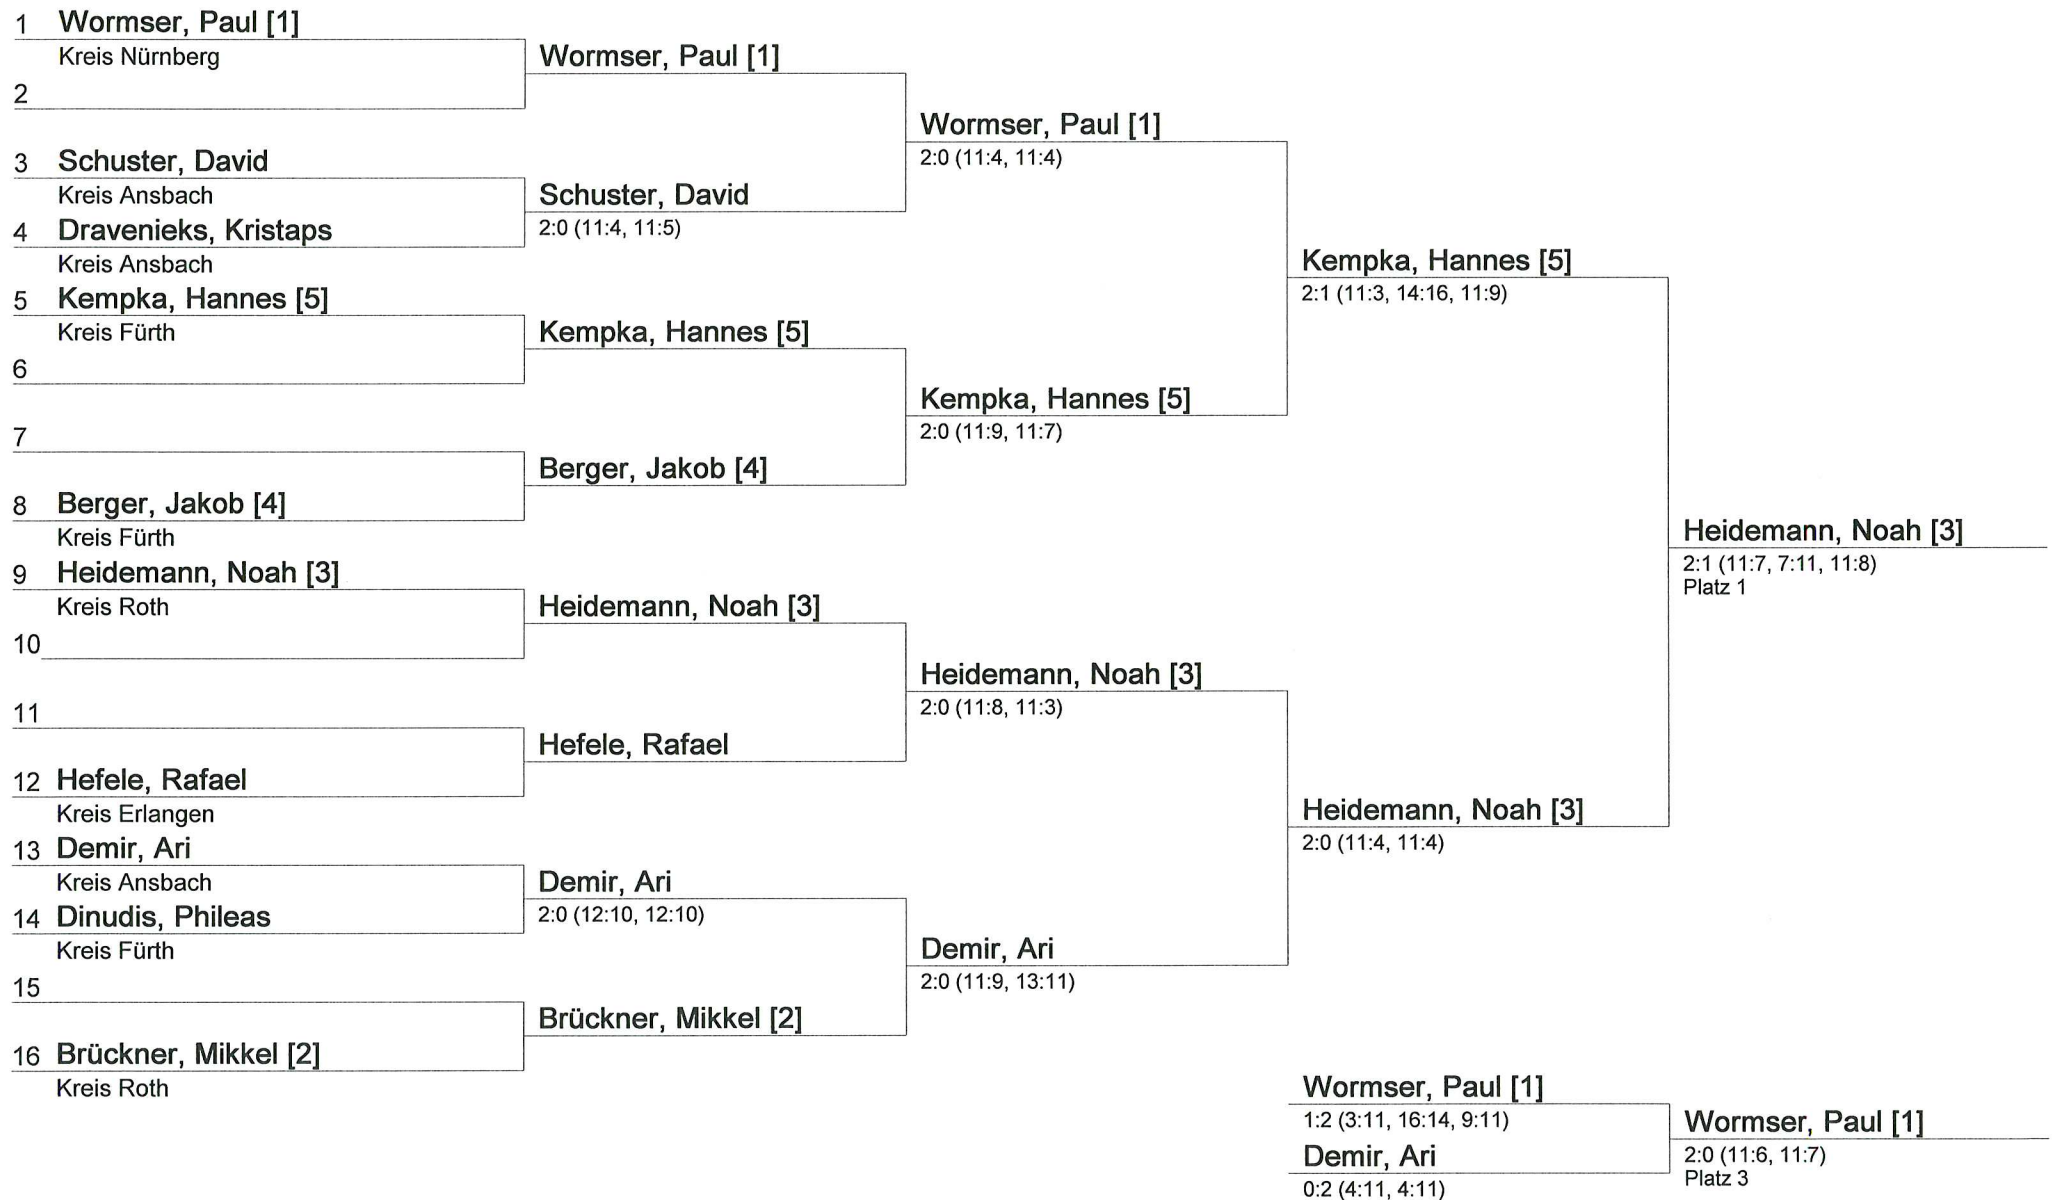 1 Wormser, Paul [1]
Kreis Nürnberg
2
3 Schuster, David
Kreis Ansbach
4 Dravenieks, Kristaps
Kreis Ansbach
5 Kempka, Hannes [5]
Kreis Fürth
6
7
8 Berger, Jakob [4]
Kreis Fürth
9 Heidemann, Noah [3]
Kreis Roth
10
11
12 Hefele, Rafael
Kreis Erlangen
13 Demir, Ari
Kreis Ansbach
14 Dinudis, Phileas
Kreis Fürth
15
16 Brückner, Mikkel [2]
Kreis Roth
Wormser, Paul [1]
Schuster, David
2:0 (11:4, 11:5)
Kempka, Hannes [5]
Berger, Jakob [4]
Heidemann, Noah [3]
Hefele, Rafael
Demir, Ari
2:0 (12:10, 12:10)
Brückner, Mikkel [2]
Wormser, Paul [1]
2:0 (11:4, 11:4)
Kempka, Hannes [5]
2:0 (11:9, 11:7)
Heidemann, Noah [3]
2:0 (11:8, 11:3)
Demir, Ari
2:0 (11:9, 13:11)
Kempka, Hannes [5]
2:1 (11:3, 14:16, 11:9)
Heidemann, Noah [3]
2:0 (11:4, 11:4)
Heidemann, Noah [3]
2:1 (11:7, 7:11, 11:8)
Platz 1
Wormser, Paul [1]
1:2 (3:11, 16:14, 9:11)
Demir, Ari
0:2 (4:11, 4:11)
Wormser, Paul [1]
2:0 (11:6, 11:7)
Platz 3